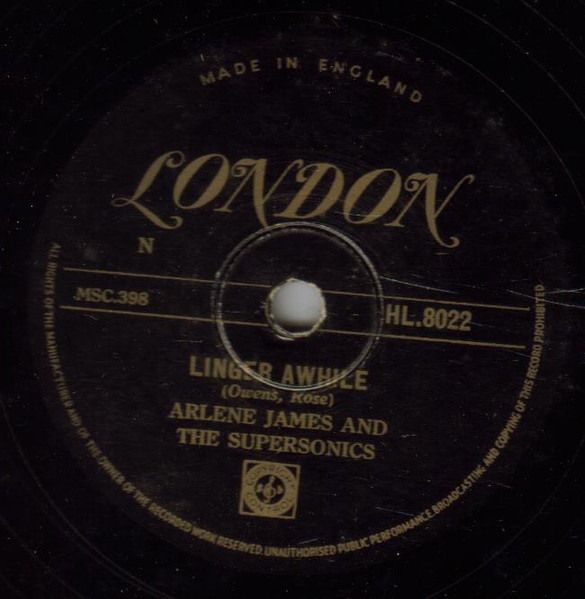 MADE IN ENGLAND
LONDON
N
MSC.398
HL.8022
LINGER AWHILE
(Owens, Rose)
ARLENE JAMES AND
THE SUPERSONICS
COPYRIGHT CONTROL
ALL RIGHTS OF THE MANUFACTURER AND OF THE OWNER OF THE RECORDED WORK RESERVED. UNAUTHORISED PUBLIC PERFORMANCE, BROADCASTING AND COPYING OF THIS RECORD PROHIBITED.